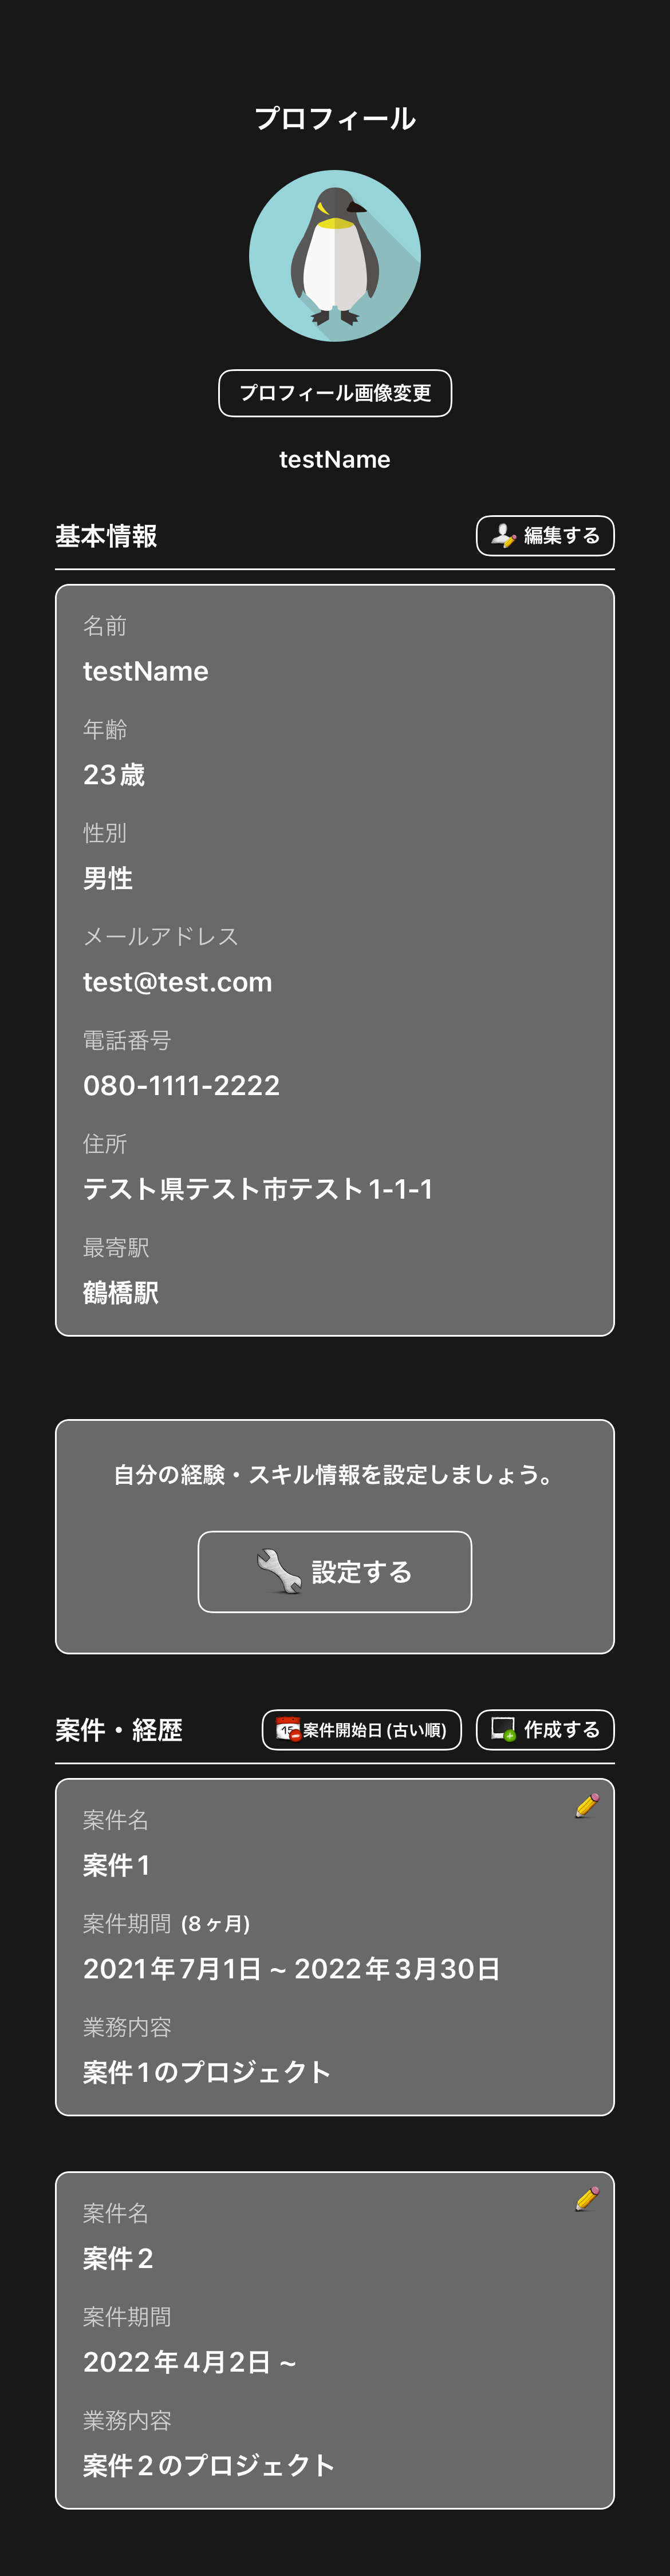 プロフィール
プロフィール画像変更
testName
基本情報
編集する
名前
testName
年齢
23歳
性別
男性
メールアドレス
test@test.com
電話番号
080-1111-2222
住所
テスト県テスト市テスト1-1-1
最寄駅
鶴橋駅
自分の経験・スキル情報を設定しましょう。
設定する
案件・経歴
15
案件開始日(古い順)
作成する
案件名
案件1
案件期間 (8ヶ月)
2021年7月1日 ~ 2022年3月30日
業務内容
案件1のプロジェクト
案件名
案件2
案件期間
2022年4月2日 ~
業務内容
案件2のプロジェクト